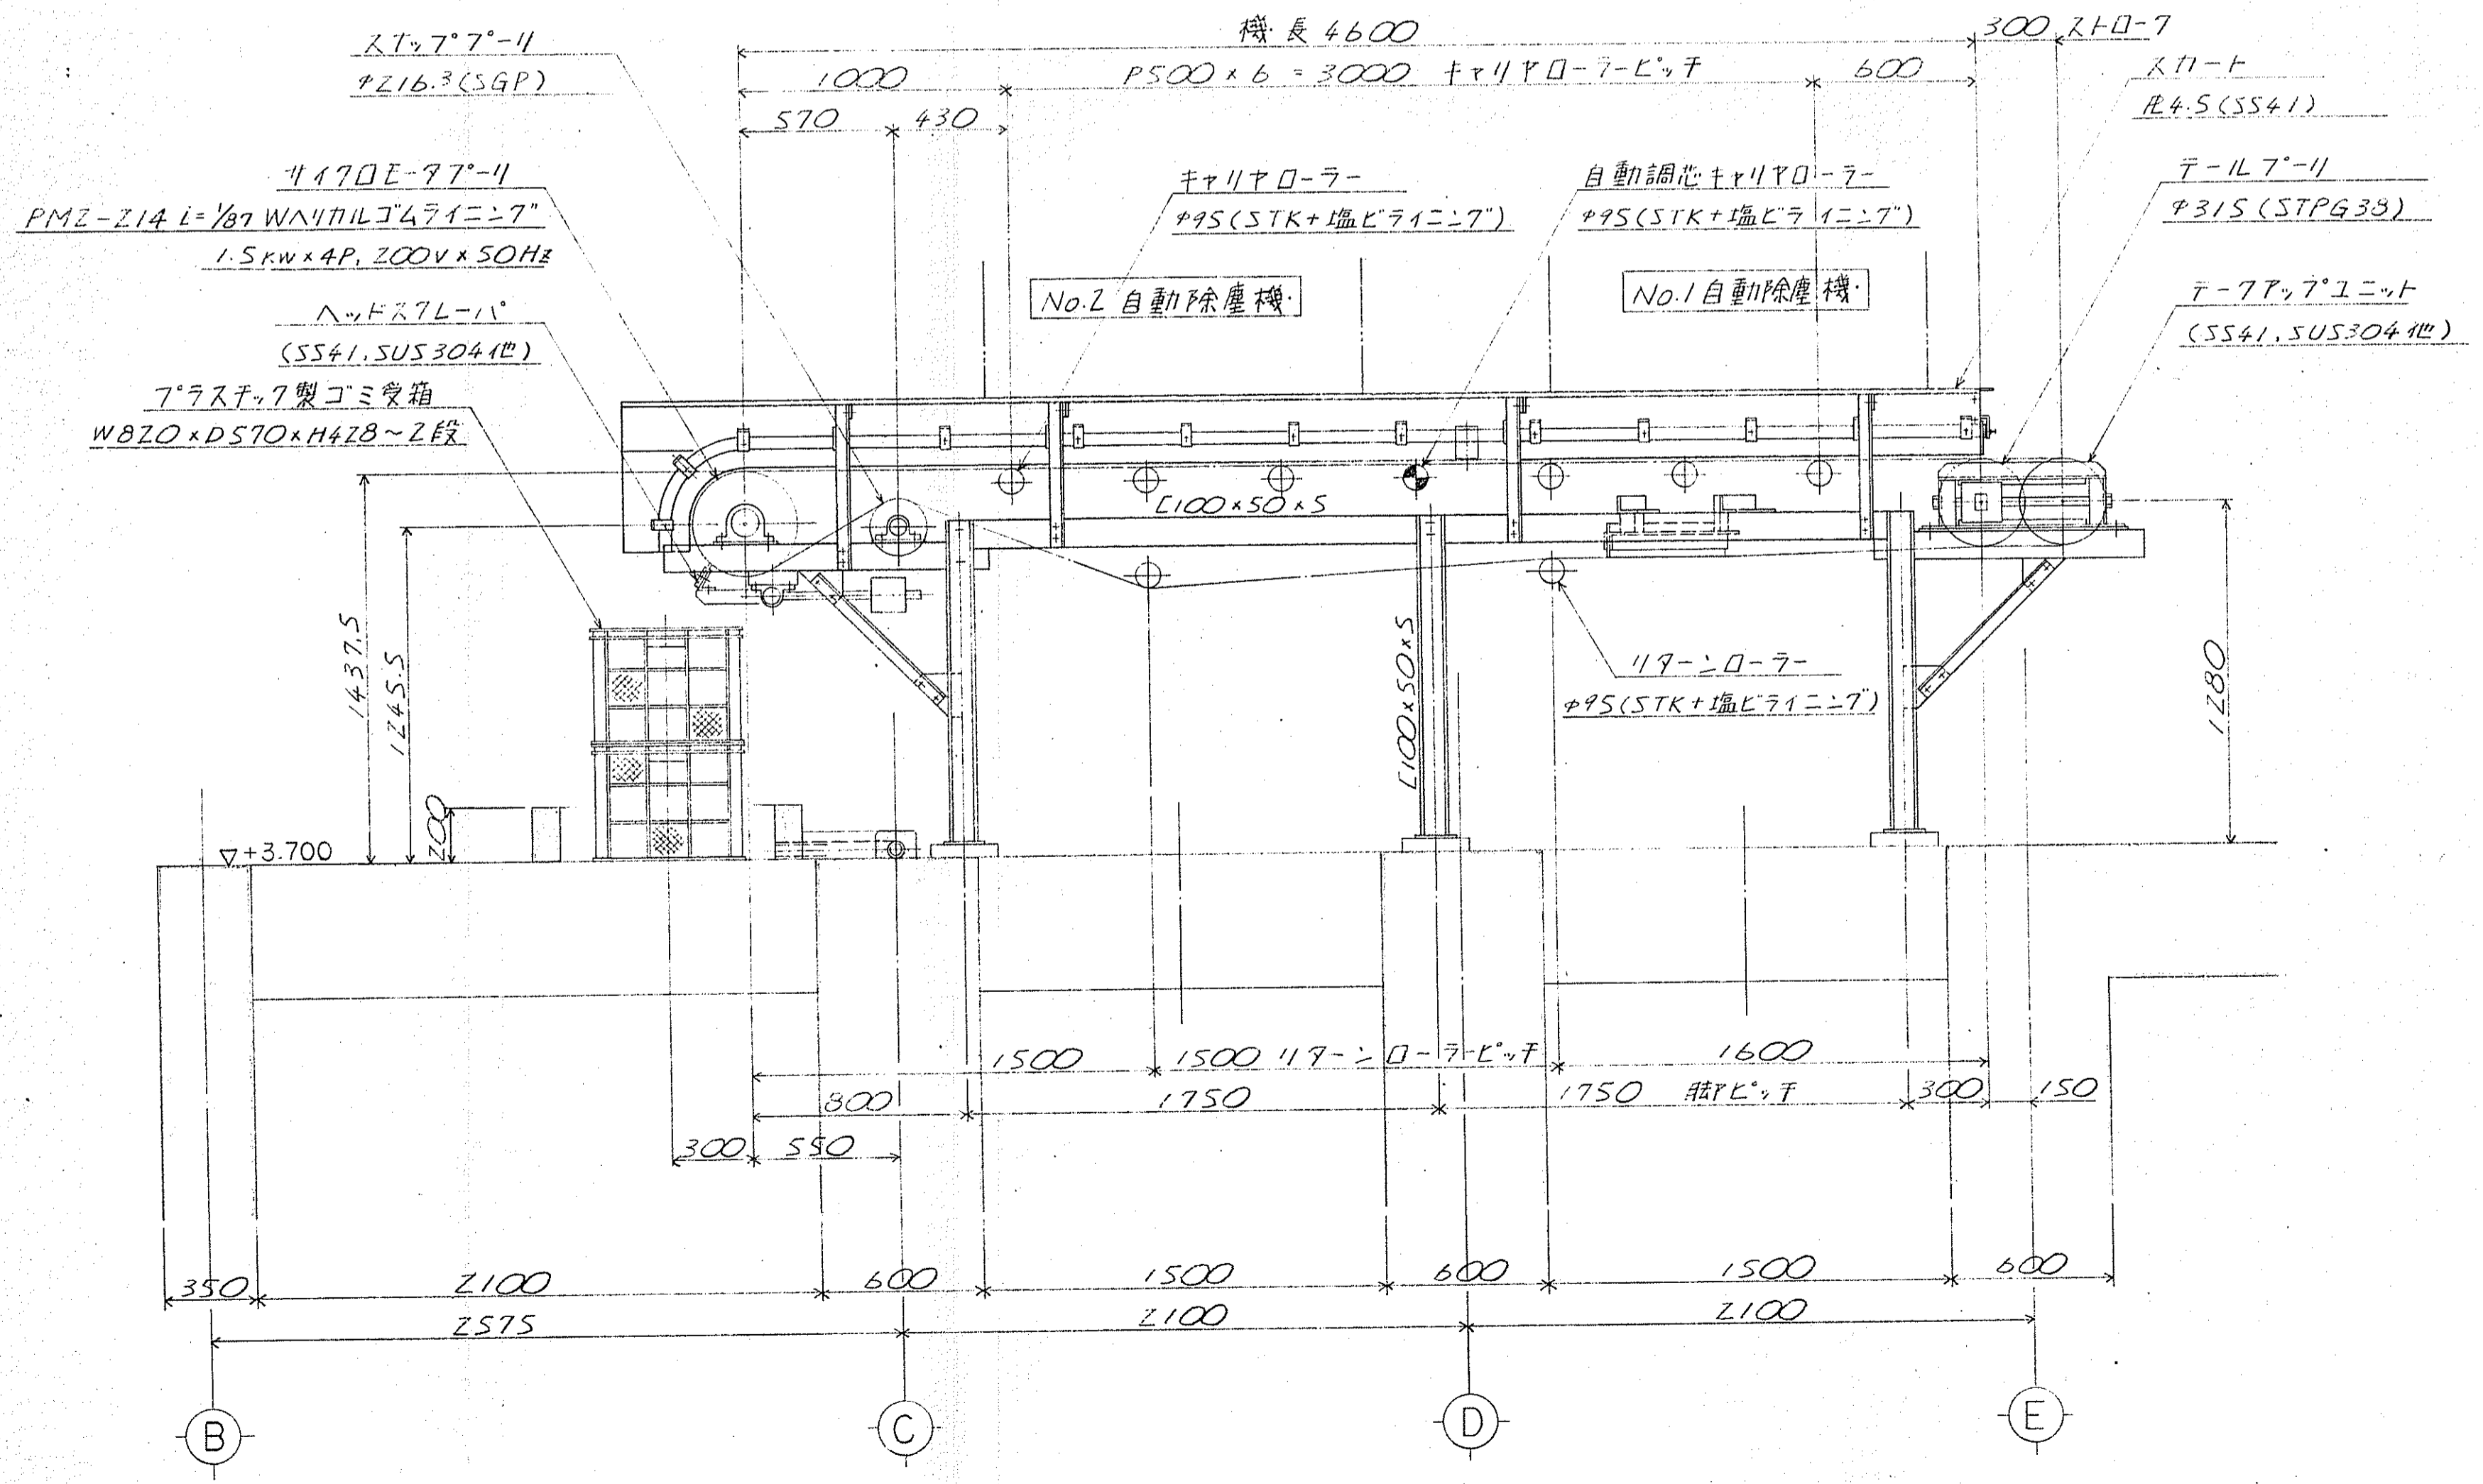 機長 4600
300 ストローク
1000
P500×6=3000 キャリヤローラーピッチ
600
570
430
スナッププーリ
φ216.3(SGP)
スカート
t4.5(SS41)
サイクロモータプーリ
PM2-214 i=1/87 Wヘリカルゴムライニング
1.5KW×4P, 200V×50Hz
キャリヤローラー
φ95(STK+塩ビライニング)
自動調芯キャリヤローラー
φ95(STK+塩ビライニング)
テールプーリ
φ315(STPG38)
No.2 自動除塵機
No.1 自動除塵機
ヘッドスクレーパ
(SS41,SUS304他)
テークアップユニット
(SS41,SUS304他)
プラスチック製ゴミ受箱
W820×D570×H428~2段
[100×50×5
[100×50×5
リターンローラー
φ95(STK+塩ビライニング)
1437.5
1245.5
200
1280
▽+3.700
1500
1500 リターンローラーピッチ
1600
800
1750
1750 脚ピッチ
300
150
300
550
350
2100
600
1500
600
1500
600
2575
2100
2100
B
C
D
E